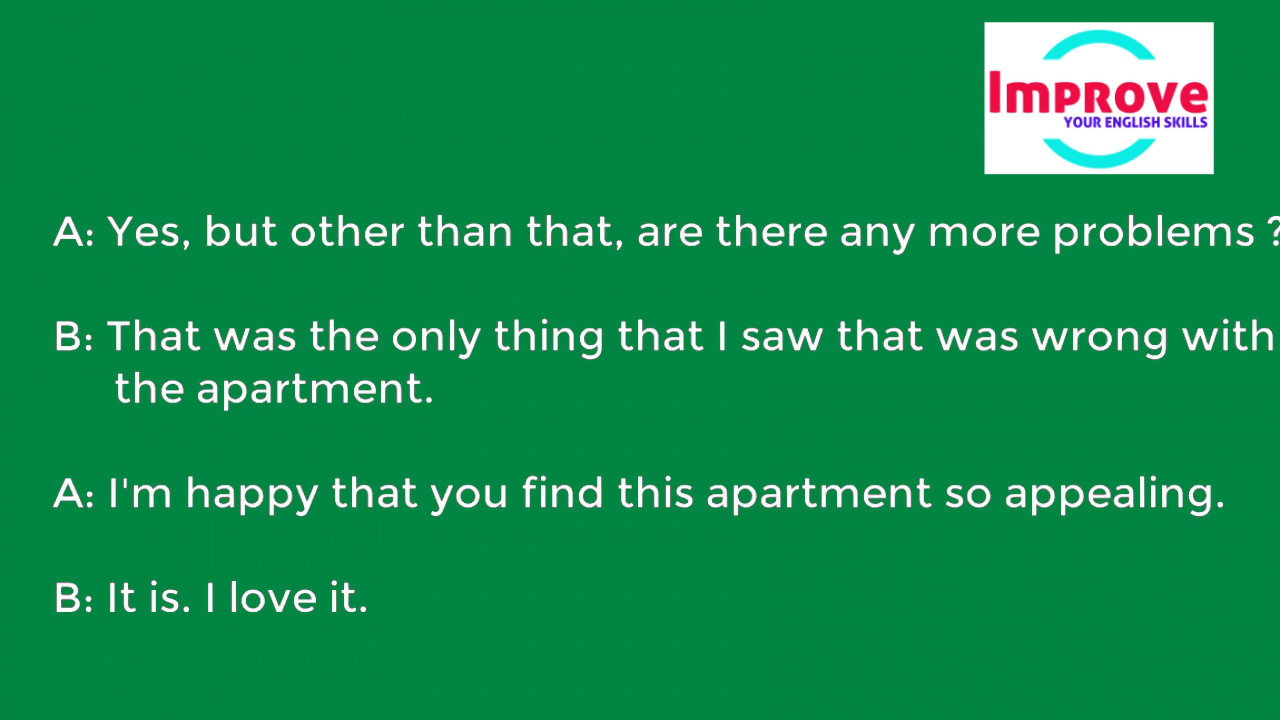 Improve
YOUR ENGLISH SKILLS
A: Yes, but other than that, are there any more problems ?
B: That was the only thing that I saw that was wrong with
the apartment.
A: I'm happy that you find this apartment so appealing.
B: It is. I love it.